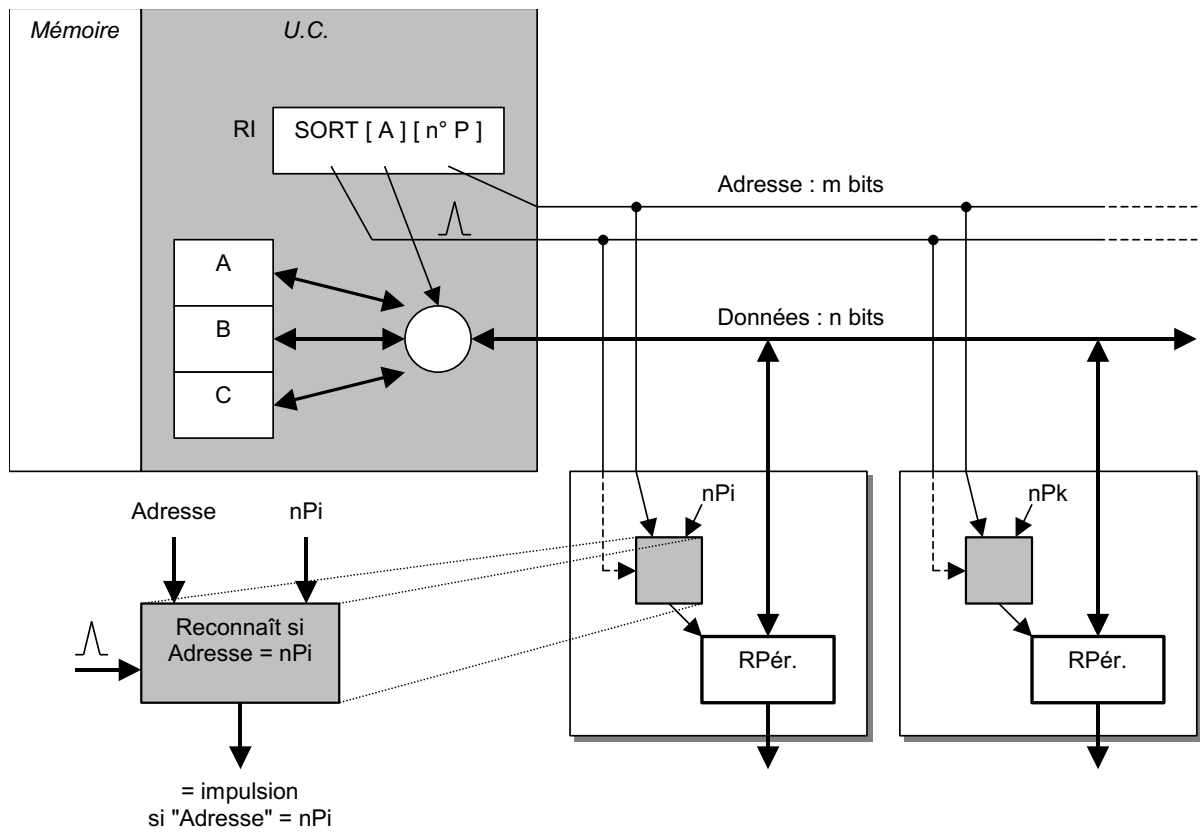 Mémoire
U.C.
RI
SORT [ A ] [ n° P ]
Adresse : m bits
A
B
C
Données : n bits
nPi
nPk
Adresse
nPi
Reconnaît si
Adresse = nPi
RPér.
RPér.
= impulsion
si "Adresse" = nPi